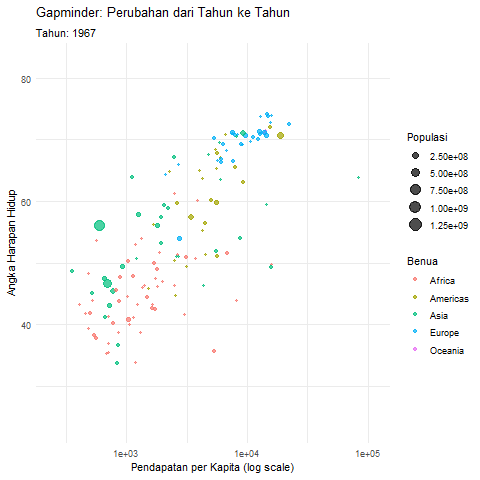 Gapminder: Perubahan dari Tahun ke Tahun
Tahun: 1967
80
60
40
Angka Harapan Hidup
1e+03
1e+04
1e+05
Pendapatan per Kapita (log scale)
Populasi
2.50e+08
5.00e+08
7.50e+08
1.00e+09
1.25e+09
Benua
Africa
Americas
Asia
Europe
Oceania